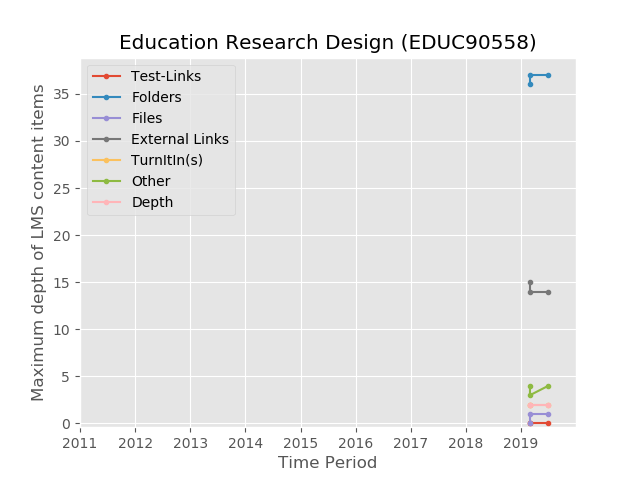 Education Research Design (EDUC90558)
Test-Links
Folders
Files
External Links
TurnItIn(s)
Other
Depth
Maximum depth of LMS content items
35
30
25
20
15
10
5
0
2011 2012 2013 2014 2015 2016 2017 2018 2019
Time Period